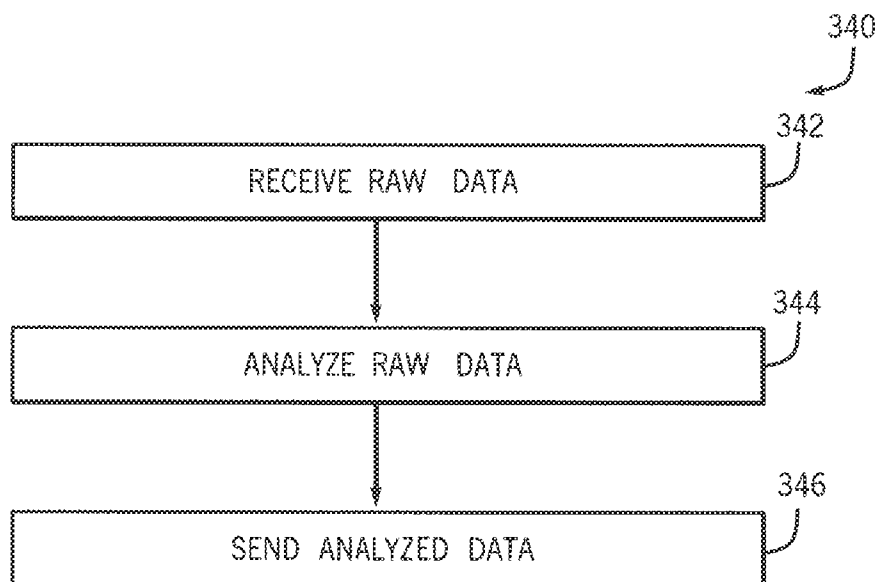 340
342
RECEIVE RAW DATA
344
ANALYZE RAW DATA
346
SEND ANALYZED DATA